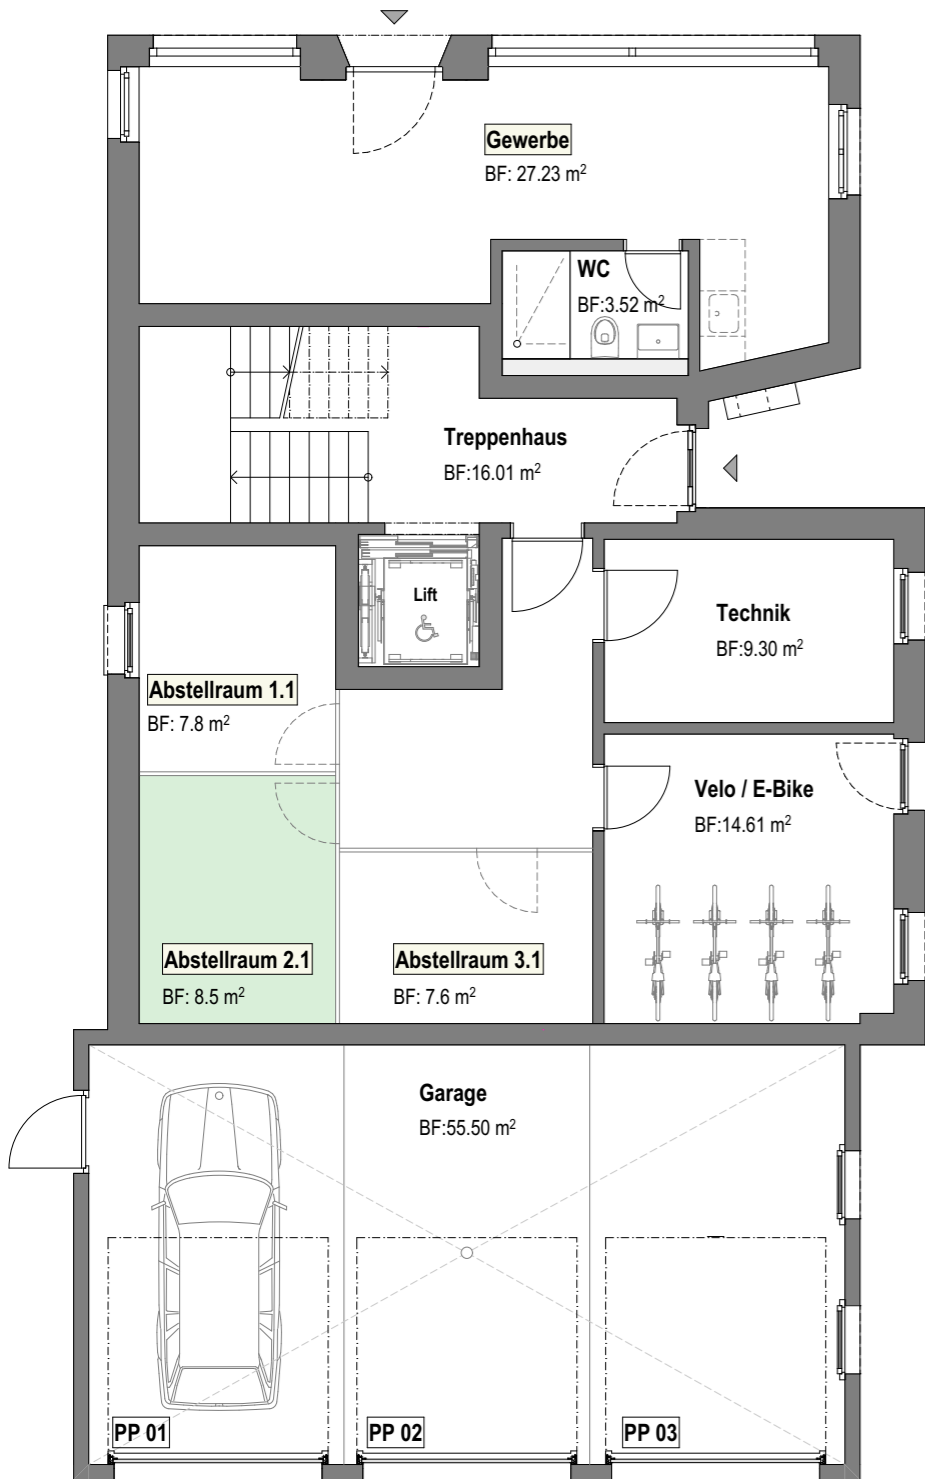 Gewerbe
BF: 27.23 m²
WC
BF:3.52 m²
Treppenhaus
BF:16.01 m²
Lift
Technik
BF:9.30 m²
Abstellraum 1.1
BF: 7.8 m²
Velo / E-Bike
BF:14.61 m²
Abstellraum 2.1
BF: 8.5 m²
Abstellraum 3.1
BF: 7.6 m²
Garage
BF:55.50 m²
PP 01
PP 02
PP 03